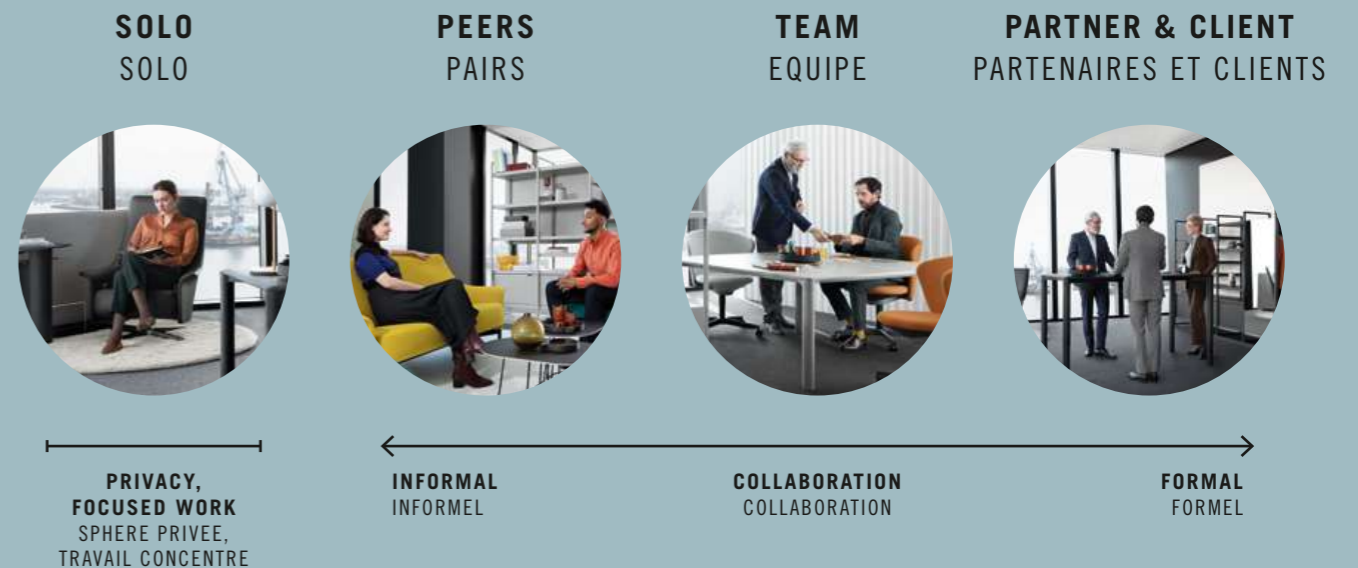 SOLO
SOLO
PEERS
PAIRS
TEAM
EQUIPE
PARTNER & CLIENT
PARTENAIRES ET CLIENTS
PRIVACY,
FOCUSED WORK
SPHERE PRIVEE,
TRAVAIL CONCENTRE
INFORMAL
INFORMEL
COLLABORATION
COLLABORATION
FORMAL
FORMEL